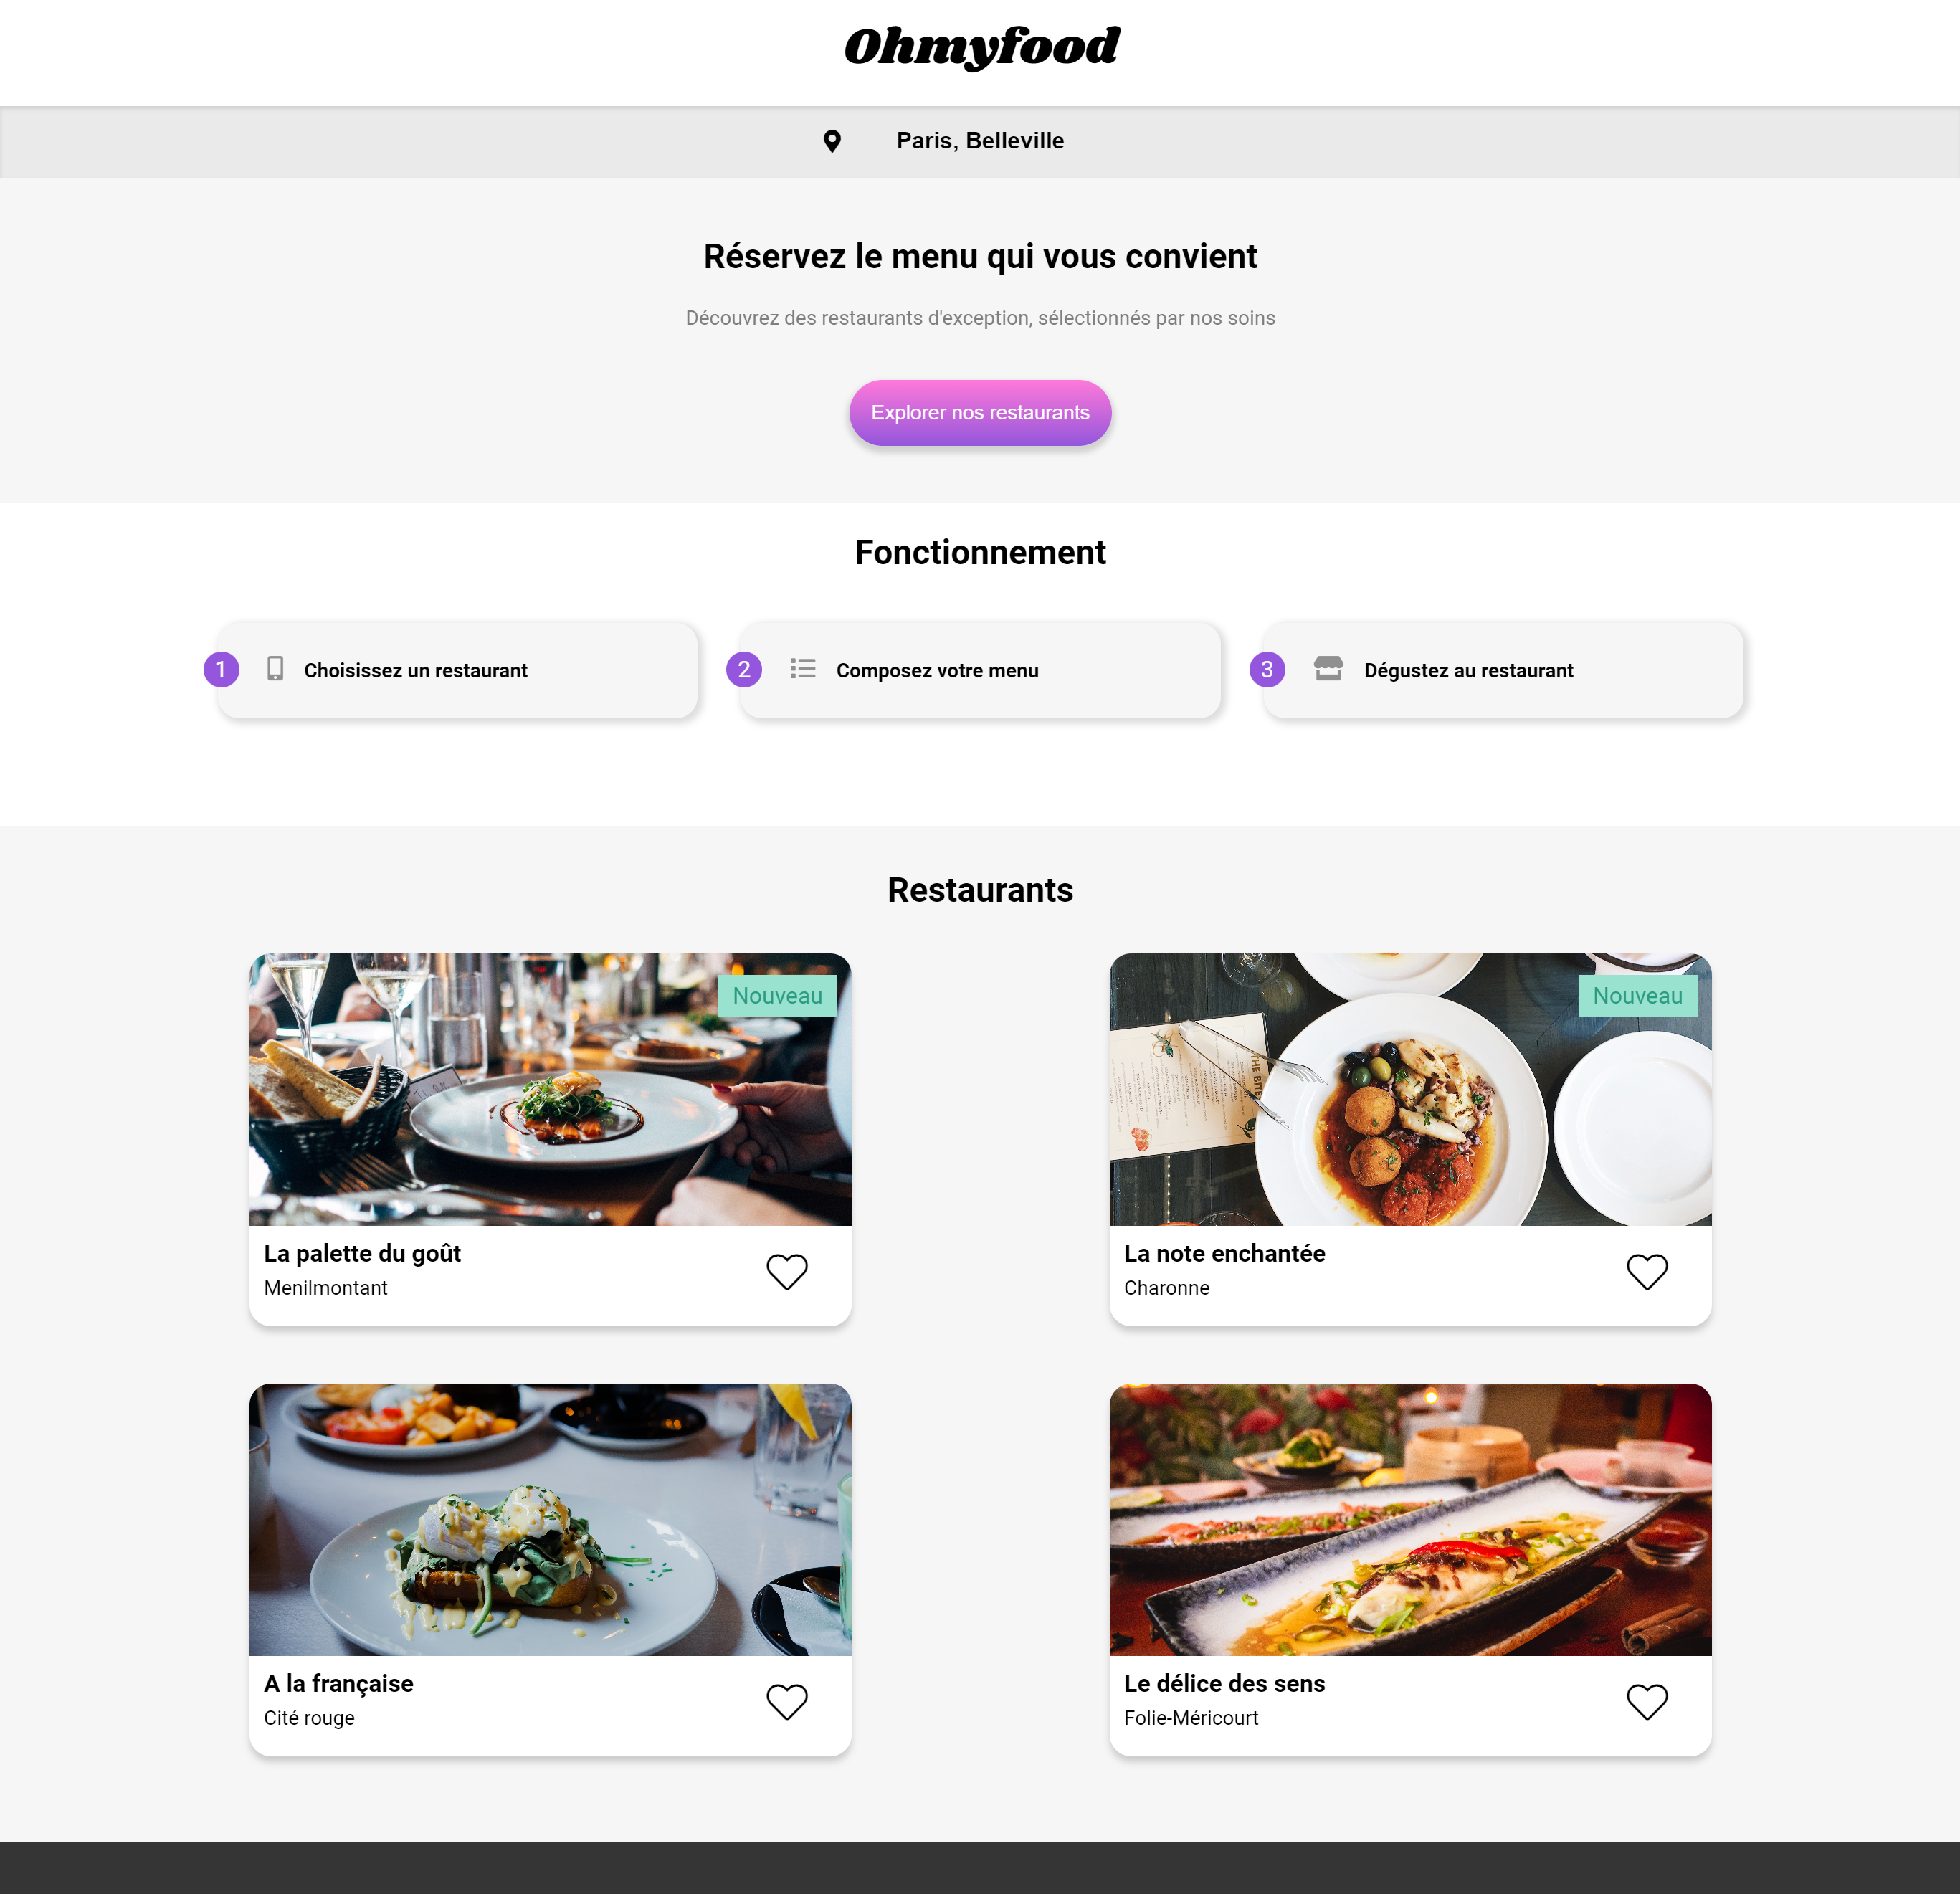 Ohmyfood
Paris, Belleville
Réservez le menu qui vous convient
Découvrez des restaurants d'exception, sélectionnés par nos soins
Explorer nos restaurants
Fonctionnement
1 Choisissez un restaurant
2 Composez votre menu
3 Dégustez au restaurant
Restaurants
Nouveau
La palette du goût
Menilmontant
Nouveau
La note enchantée
Charonne
A la française
Cité rouge
Le délice des sens
Folie-Méricourt